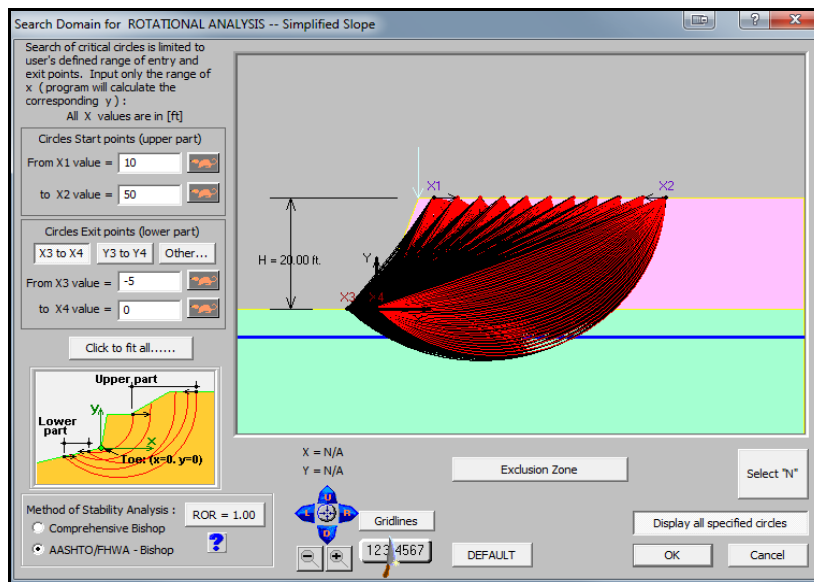 Search Domain for ROTATIONAL ANALYSIS -- Simplified Slope
Search of critical circles is limited to
user's defined range of entry and
exit points. Input only the range of
x ( program will calculate the
corresponding y ) :
All X values are in [ft]
Circles Start points (upper part)
From X1 value = 10
to X2 value = 50
Circles Exit points (lower part)
X3 to X4 Y3 to Y4 Other...
From X3 value = -5
to X4 value = 0
Click to fit all......
Upper part
Lower
part
y
x
Toe: (x=0, y=0)
Method of Stability Analysis :
Comprehensive Bishop
AASHTO/FHWA - Bishop
ROR = 1.00
?
X1
X2
H = 20.00 ft.
Y
X3
X4
X = N/A
Y = N/A
U
L
R
D
Gridlines
123 4567
Exclusion Zone
DEFAULT
Select "N"
Display all specified circles
OK
Cancel